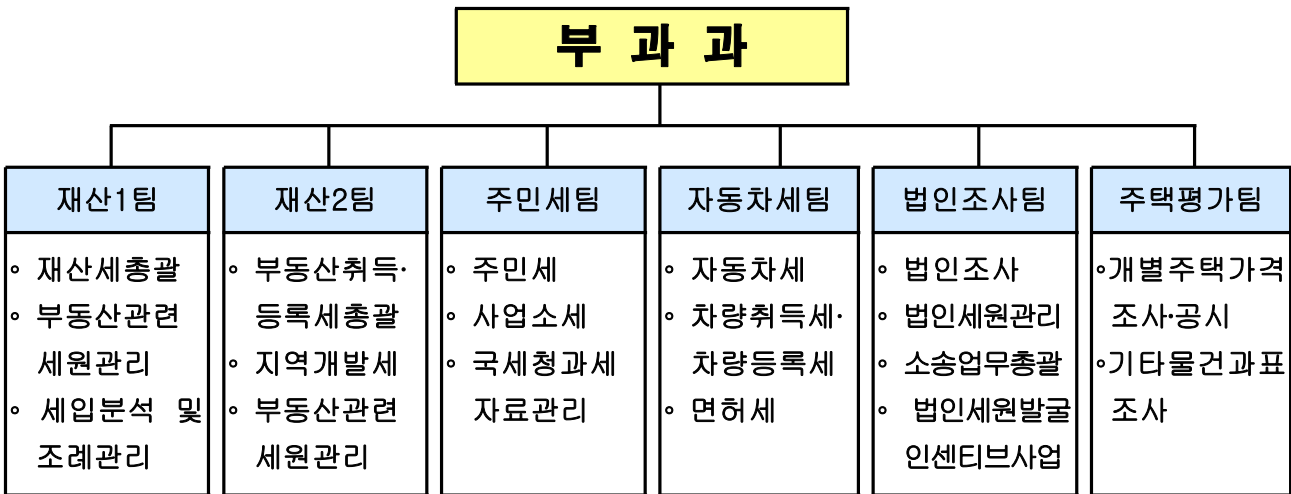 부 과 과
재산1팀
◦ 재산세총괄
◦ 부동산관련
세원관리
◦ 세입분석 및
조례관리
재산2팀
◦ 부동산취득·
등록세총괄
◦ 지역개발세
◦ 부동산관련
세원관리
주민세팀
◦ 주민세
◦ 사업소세
◦ 국세청과세
자료관리
자동차세팀
◦ 자동차세
◦ 차량취득세·
차량등록세
◦ 면허세
법인조사팀
◦ 법인조사
◦ 법인세원관리
◦ 소송업무총괄
◦ 법인세원발굴
인센티브사업
주택평가팀
◦개별주택가격
조사·공시
◦기타물건과표
조사